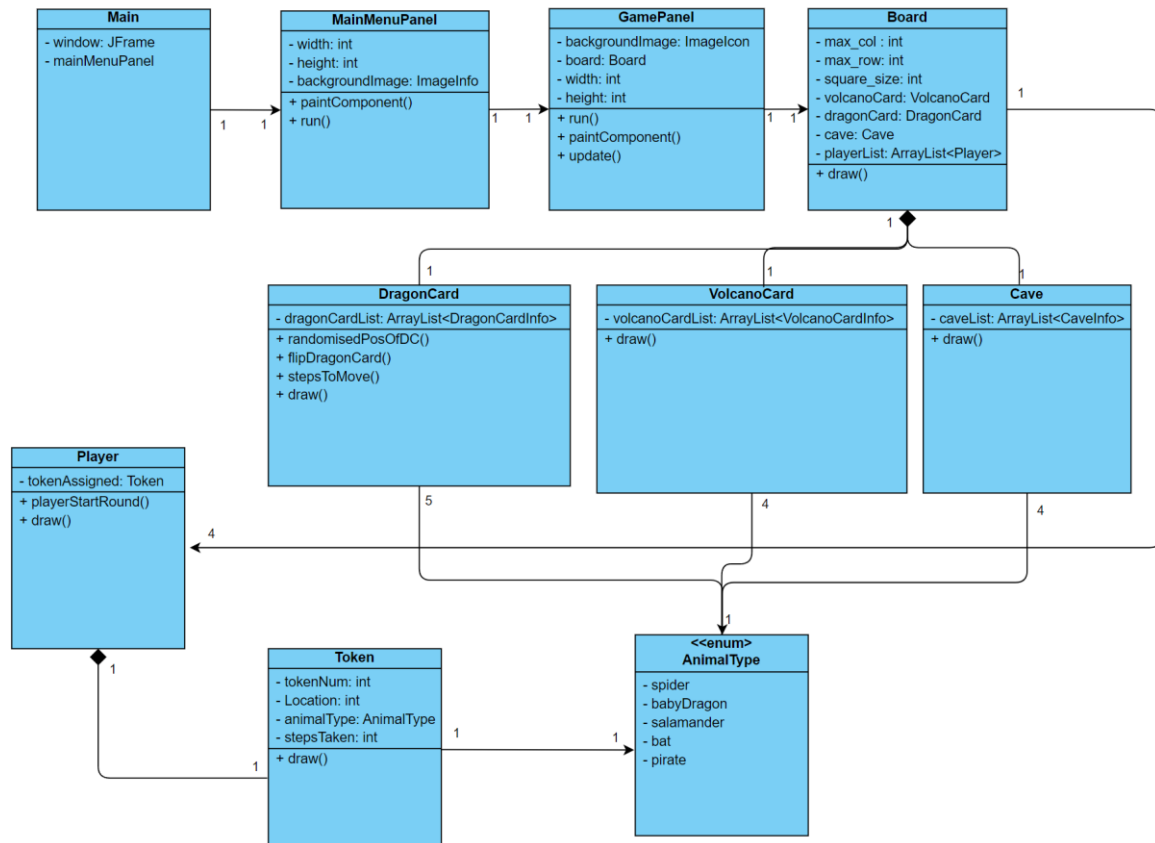 Main
- window: JFrame
- mainMenuPanel
1
1
MainMenuPanel
- width: int
- height: int
- backgroundImage: ImageInfo
+ paintComponent()
+ run()
1
1
GamePanel
- backgroundImage: ImageIcon
- board: Board
- width: int
- height: int
+ run()
+ paintComponent()
+ update()
1
1
Board
- max_col : int
- max_row: int
- square_size: int
- volcanoCard: VolcanoCard
- dragonCard: DragonCard
- cave: Cave
- playerList: ArrayList<Player>
+ draw()
1
1
1
DragonCard
- dragonCardList: ArrayList<DragonCardInfo>
+ randomisedPosOfDC()
+ flipDragonCard()
+ stepsToMove()
+ draw()
5
1
VolcanoCard
- volcanoCardList: ArrayList<VolcanoCardInfo>
+ draw()
4
1
Cave
- caveList: ArrayList<CaveInfo>
+ draw()
4
Player
- tokenAssigned: Token
+ playerStartRound()
+ draw()
4
1
1
Token
- tokenNum: int
- Location: int
- animalType: AnimalType
- stepsTaken: int
+ draw()
1
1
1
<<enum>>
AnimalType
- spider
- babyDragon
- salamander
- bat
- pirate